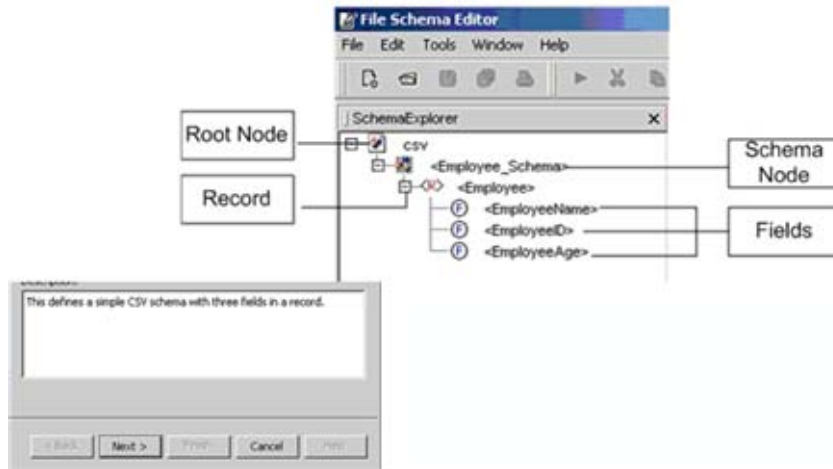 File Schema Editor
File Edit Tools Window Help
SchemaExplorer
Root Node
csv
<Employee_Schema>
Schema
Node
Record
<Employee>
<EmployeeName>
<EmployeeID>
Fields
<EmployeeAge>
This defines a simple CSV schema with three fields in a record.
< Back Next > Cancel